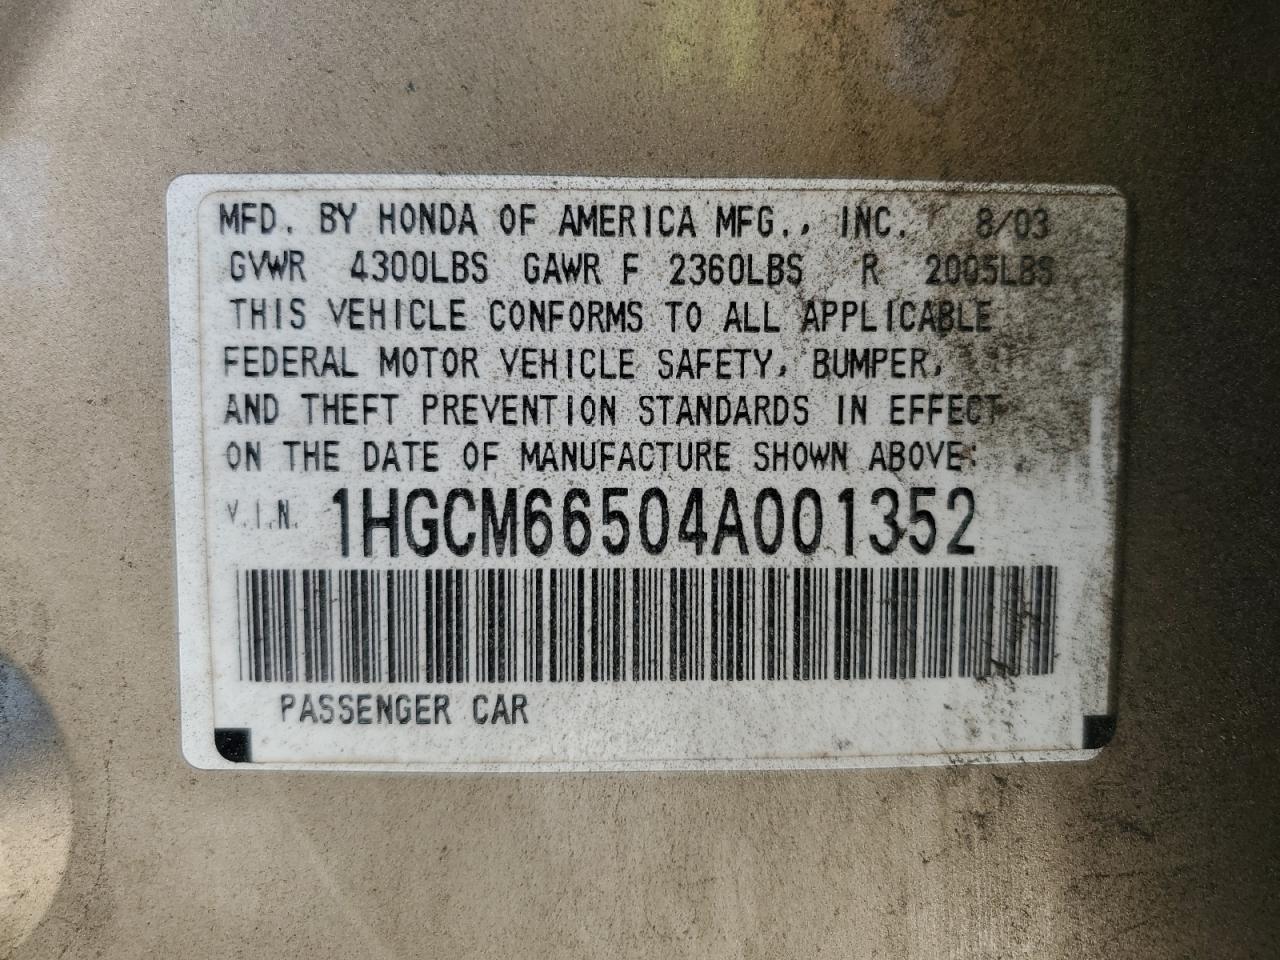 MFD. BY HONDA OF AMERICA MFG., INC. 8/03
GVWR 4300LBS GAWR F 2360LBS R 2005LBS
THIS VEHICLE CONFORMS TO ALL APPLICABLE
FEDERAL MOTOR VEHICLE SAFETY, BUMPER,
AND THEFT PREVENTION STANDARDS IN EFFECT
ON THE DATE OF MANUFACTURE SHOWN ABOVE:
V.I.N. 1HGCM66504A001352
PASSENGER CAR